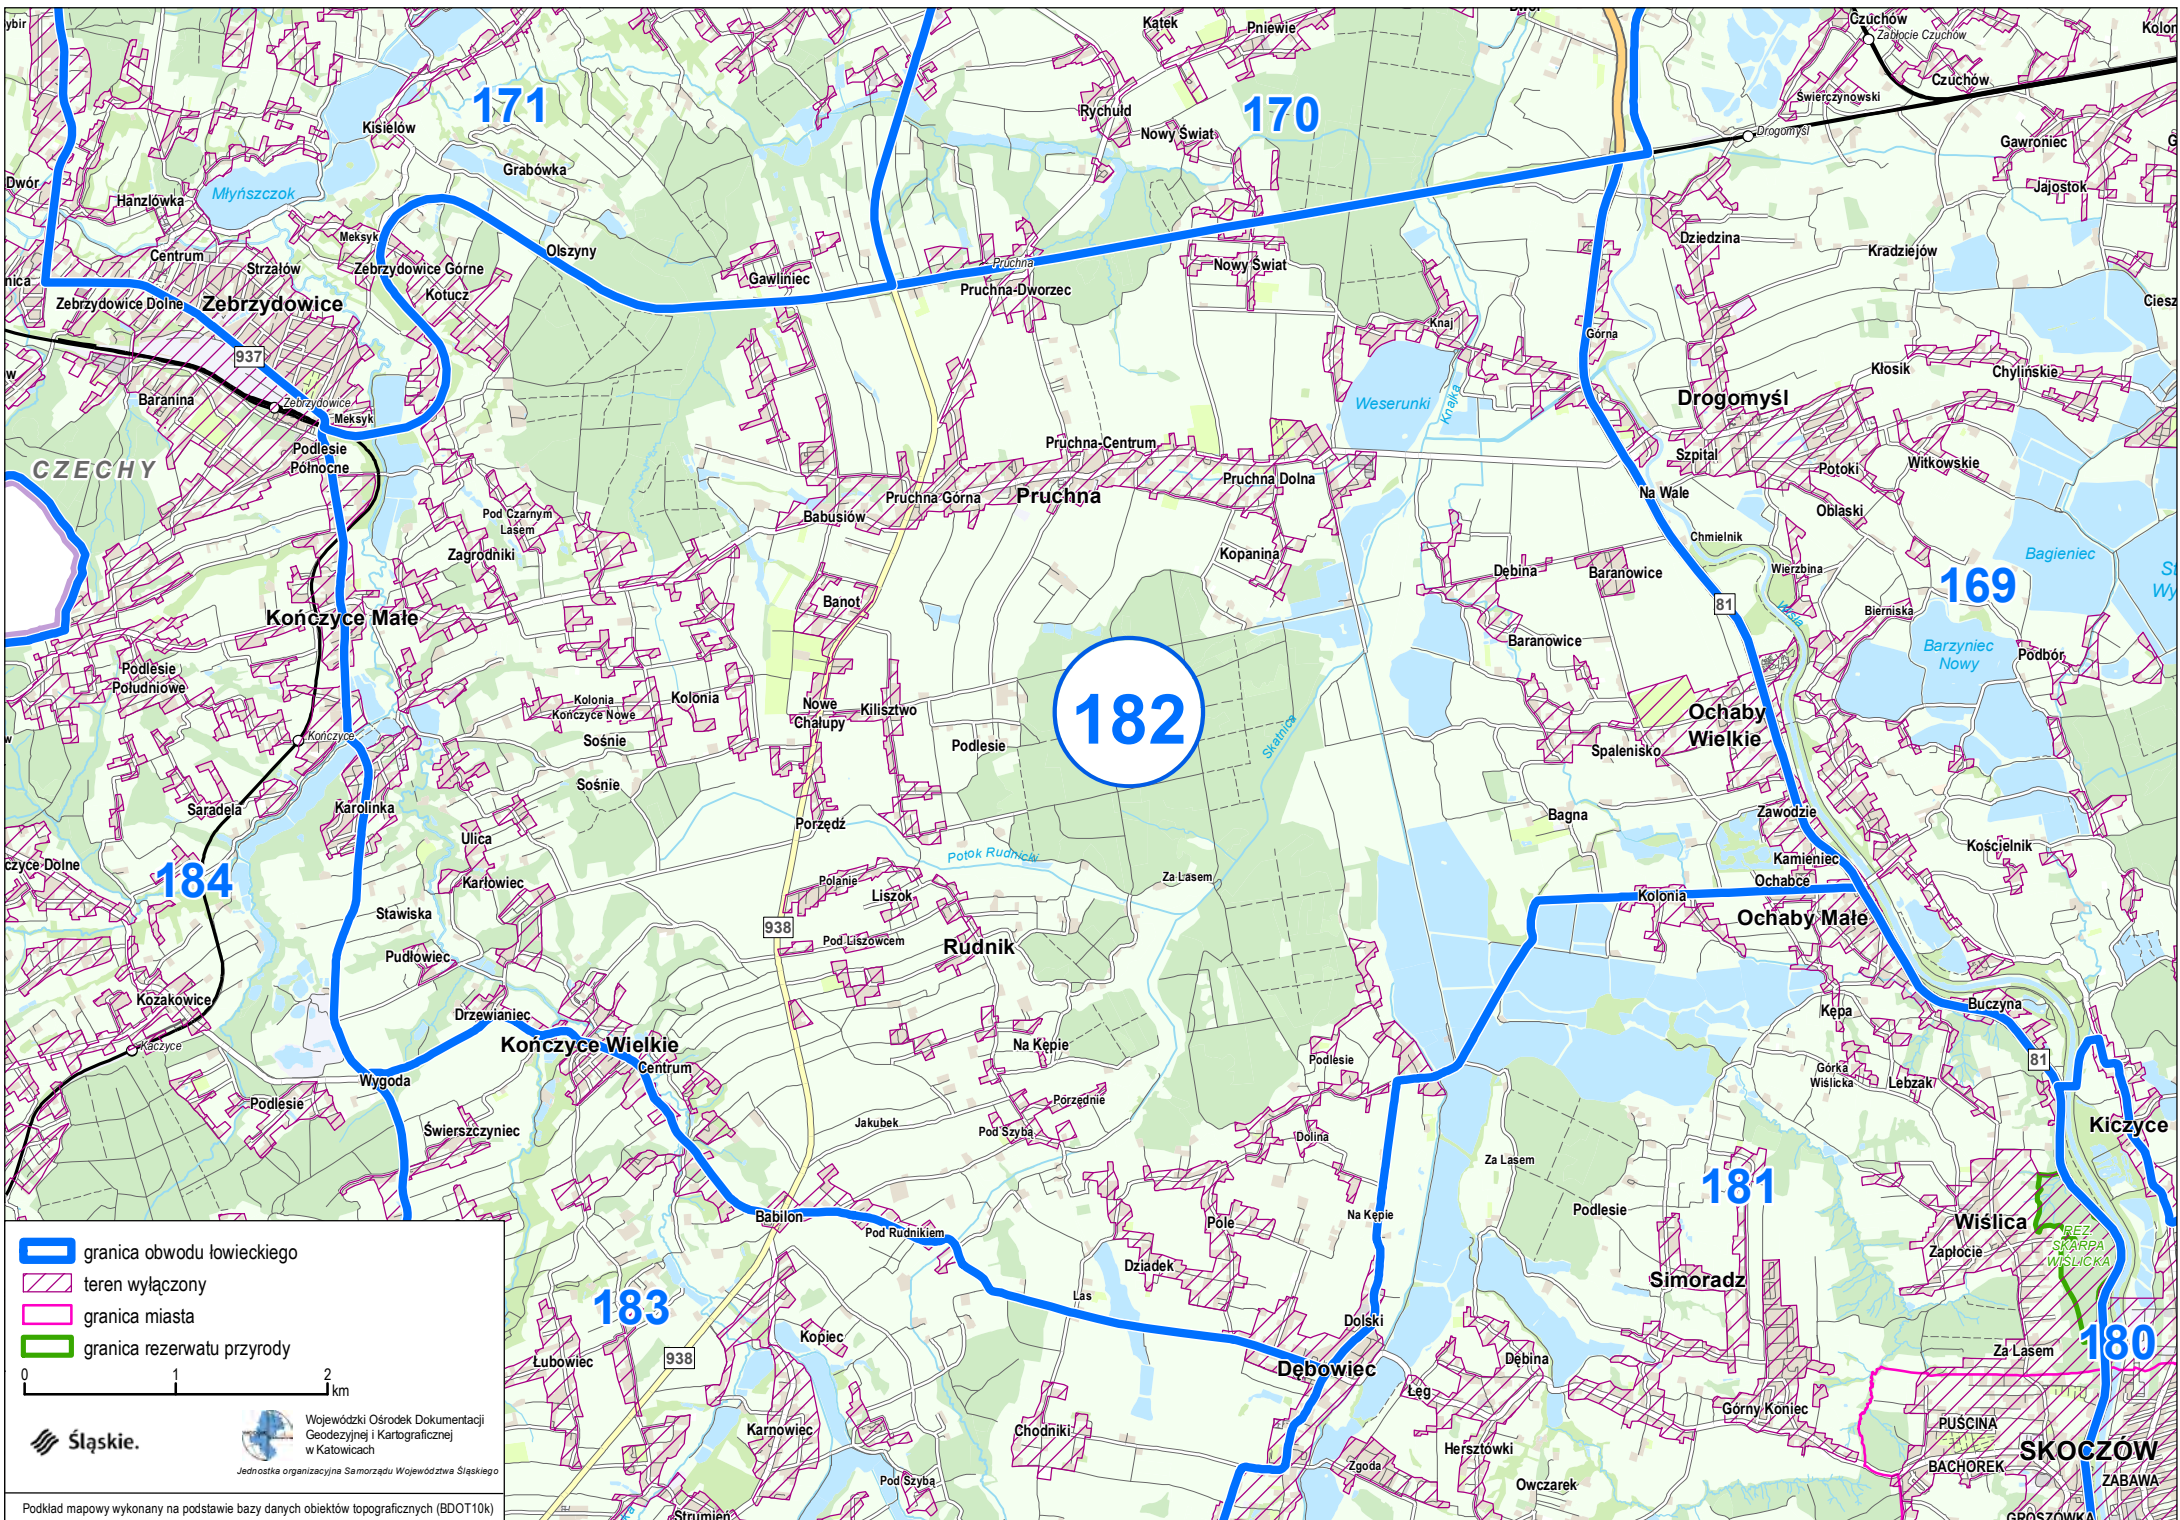 Kątek
Pniewie
Czuchów
Zabłocie Czuchów
Czuchów
Świerczynowski
171
170
Rychułd
Nowy Świat
Drogomyśl
Kisielów
Grabówka
Gawroniec
Jajostok
Dwór
Hanzlówka
Młyńszczok
Meksyk
Olszyny
Centrum
Strzałów
Zebrzydowice Górne
Kotucz
Gawliniec
Pruchna
Pruchna-Dworzec
Nowy Świat
Dziedzina
Kradziejów
Zebrzydowice Dolne
Zebrzydowice
Knaj
Górna
937
Kłosik
Chylińskie
Baranina
Zebrzydowice
Meksyk
Weserunki
Knajka
Drogomyśl
Podlesie
Północne
CZECHY
Pruchna-Centrum
Pruchna Górna
Pruchna
Pruchna Dolna
Szpital
Potoki
Witkowskie
Na Wale
Oblaski
Babusiów
Pod Czarnym
Lasem
Zagrodniki
Kopanina
Chmielnik
Bagieniec
Dębina
Baranowice
Wierzbina
169
Banot
81
Wisła
Bierniska
Kończyce Małe
Baranowice
Barzyniec
Nowy
Podbór
Podlesie
Południowe
Kolonia
Kończyce Nowe
Kolonia
Nowe
Chałupy
Kilisztwo
182
Skatnica
Ochaby
Wielkie
Kończyce
Sośnie
Podlesie
Spalenisko
Sośnie
Saradela
Karolinka
Porzędź
Bagna
Zawodzie
Ulica
Potok Rudnicki
Kościelnik
184
Karłowiec
Polanie
Liszok
Za Lasem
Kamieniec
Ochabce
Kolonia
Ochaby Małe
Stawiska
938
Pod Liszowcem
Rudnik
Pudłowiec
Kozakowice
Drzewianiec
Buczyna
Kępa
Kaczyce
Kończyce Wielkie
Centrum
Na Kępie
Podlesie
81
Wygoda
Górka
Wiślicka
Lebzak
Za Lasem
Podlesie
Porzędnie
Kiczyce
Świerszczyniec
Jakubek
Pod Szybą
Dolina
Za Lasem
181
Podlesie
Babilon
Pod Rudnikiem
Pole
Na Kępie
Wiślica
REZ.
SKARPA
WIŚLICKA
Zapłocie
Dziadek
Simoradz
Las
183
Dolski
Kopiec
180
Za Lasem
938
Łubowiec
Dębowiec
Dębina
Łęg
Górny Koniec
Karnowiec
Chodniki
PUŚCINA
Hersztówki
SKOCZÓW
Zgoda
BACHOREK
ZABAWA
Pod Szybą
Owczarek
Strumień
GROSZÓWKA
granica obwodu łowieckiego
teren wyłączony
granica miasta
granica rezerwatu przyrody
0 1 2
km
Śląskie.
Wojewódzki Ośrodek Dokumentacji
Geodezyjnej i Kartograficznej
w Katowicach
Jednostka organizacyjna Samorządu Województwa Śląskiego
Podkład mapowy wykonany na podstawie bazy danych obiektów topograficznych (BDOT10k)